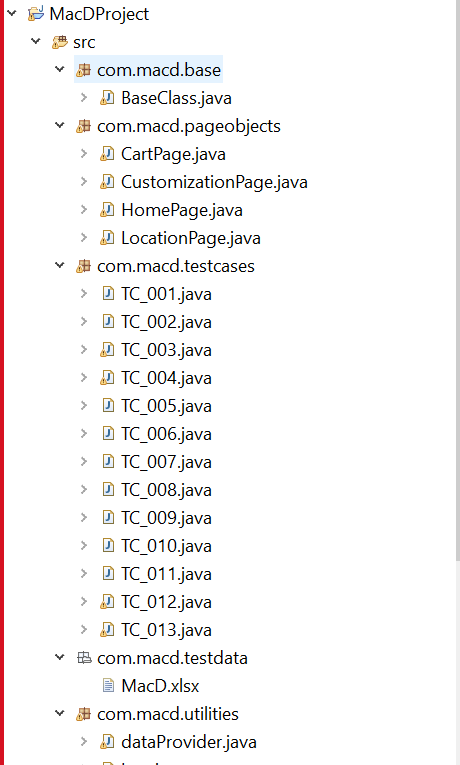 MacDProject
src
com.macd.base
BaseClass.java
com.macd.pageobjects
CartPage.java
CustomizationPage.java
HomePage.java
LocationPage.java
com.macd.testcases
TC_001.java
TC_002.java
TC_003.java
TC_004.java
TC_005.java
TC_006.java
TC_007.java
TC_008.java
TC_009.java
TC_010.java
TC_011.java
TC_012.java
TC_013.java
com.macd.testdata
MacD.xlsx
com.macd.utilities
dataProvider.java